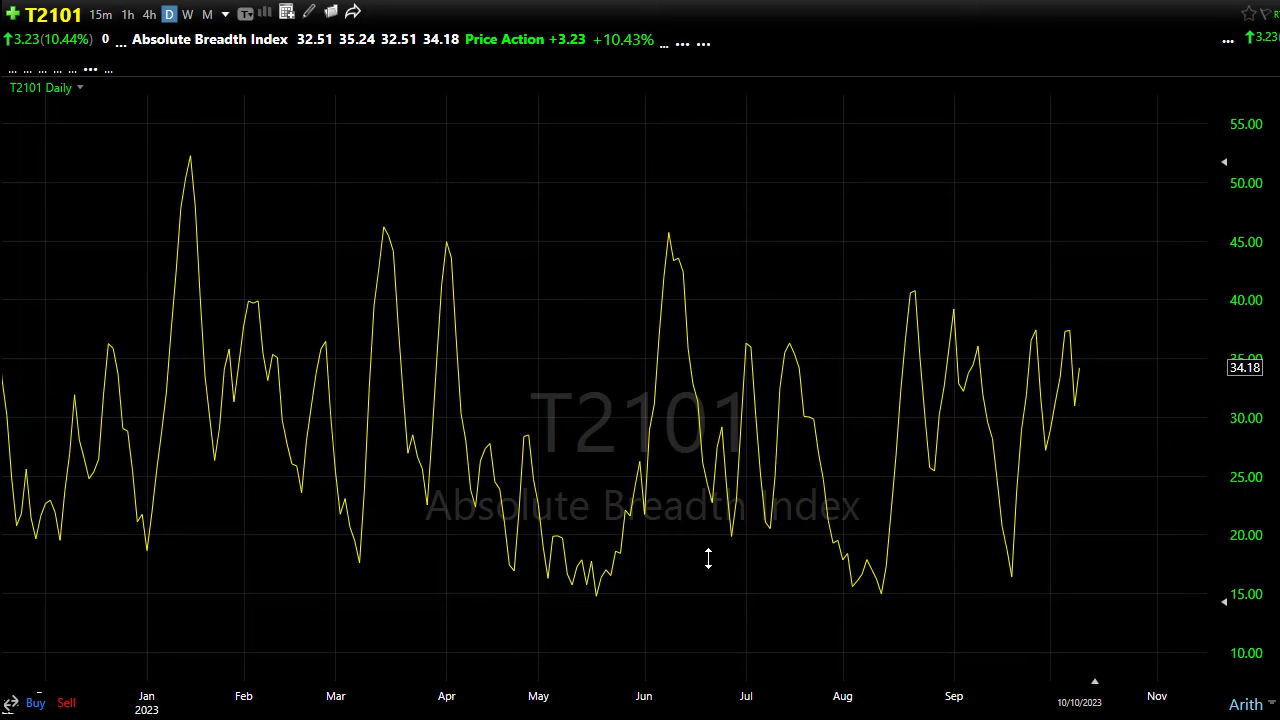 T2101 15m 1h 4h D W M
3.23(10.44%) 0 ... Absolute Breadth Index 32.51 35.24 32.51 34.18 Price Action +3.23 +10.43% ... ... ... ... 3.23(
... ... ... ... ... ... ...
T2101 Daily
55.00
50.00
45.00
40.00
35.00
34.18
30.00
25.00
20.00
15.00
10.00
T2101
Absolute Breadth Index
Buy Sell
Jan Feb Mar Apr May Jun Jul Aug Sep 10/10/2023 Nov
2023
Arith